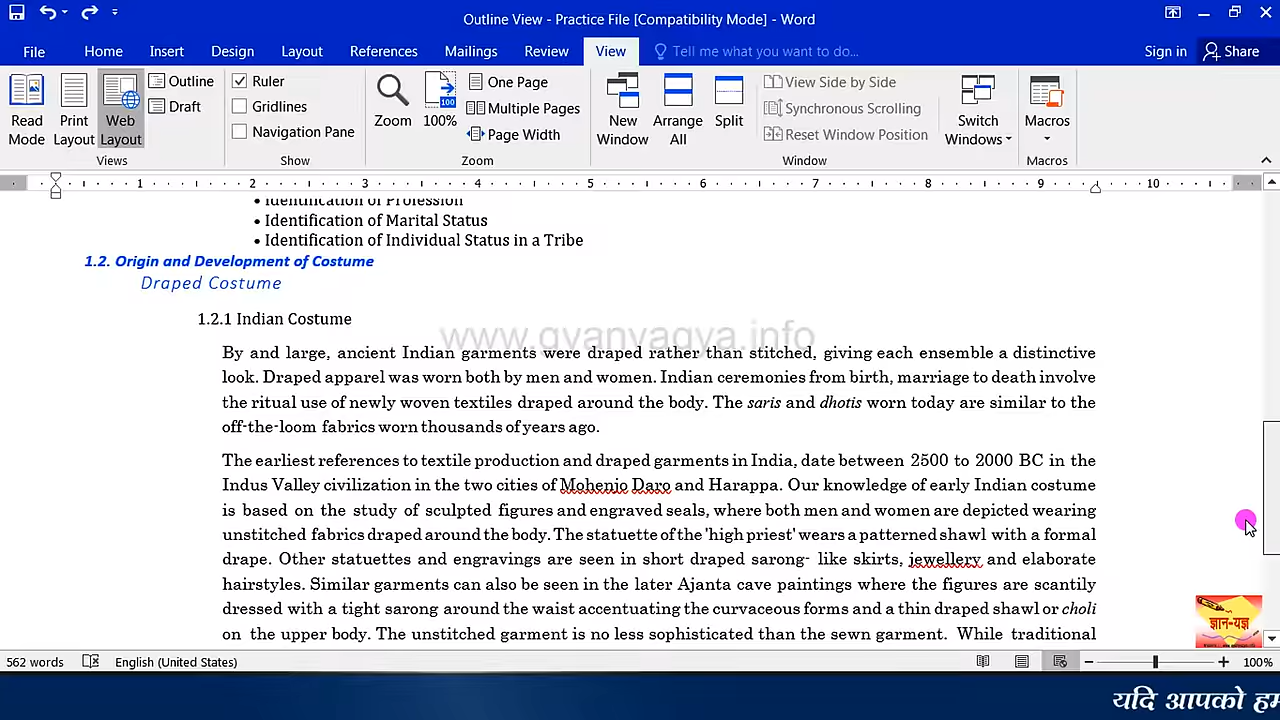 Outline View - Practice File [Compatibility Mode] - Word
File Home Insert Design Layout References Mailings Review View Tell me what you want to do... Sign in Share
Read Mode
Print Layout
Web Layout
Outline
Draft
Views
Ruler
Gridlines
Navigation Pane
Show
Zoom
100
100%
One Page
Multiple Pages
Page Width
Zoom
New Window
Arrange All
Split
View Side by Side
Synchronous Scrolling
Reset Window Position
Window
Switch Windows
Macros
Macros
1 2 3 4 5 6 7 8 9 10
• Identification of Profession
• Identification of Marital Status
• Identification of Individual Status in a Tribe
1.2. Origin and Development of Costume
Draped Costume
1.2.1 Indian Costume
www.gyanyagya.info
By and large, ancient Indian garments were draped rather than stitched, giving each ensemble a distinctive
look. Draped apparel was worn both by men and women. Indian ceremonies from birth, marriage to death involve
the ritual use of newly woven textiles draped around the body. The saris and dhotis worn today are similar to the
off-the-loom fabrics worn thousands of years ago.
The earliest references to textile production and draped garments in India, date between 2500 to 2000 BC in the
Indus Valley civilization in the two cities of Mohenjo Daro and Harappa. Our knowledge of early Indian costume
is based on the study of sculpted figures and engraved seals, where both men and women are depicted wearing
unstitched fabrics draped around the body. The statuette of the 'high priest' wears a patterned shawl with a formal
drape. Other statuettes and engravings are seen in short draped sarong- like skirts, jewellery and elaborate
hairstyles. Similar garments can also be seen in the later Ajanta cave paintings where the figures are scantily
dressed with a tight sarong around the waist accentuating the curvaceous forms and a thin draped shawl or choli
on the upper body. The unstitched garment is no less sophisticated than the sewn garment. While traditional
ज्ञान-यज्ञ
562 words English (United States) 100%
यदि आपको हम